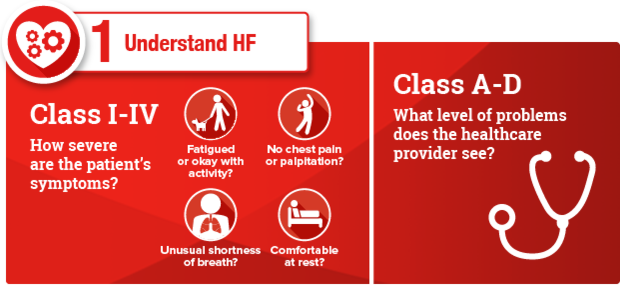 1 Understand HF
Class I-IV
How severe
are the patient's
symptoms?
Fatigued
or okay with
activity?
No chest pain
or palpitation?
Unusual shortness
of breath?
Comfortable
at rest?
Class A-D
What level of problems
does the healthcare
provider see?